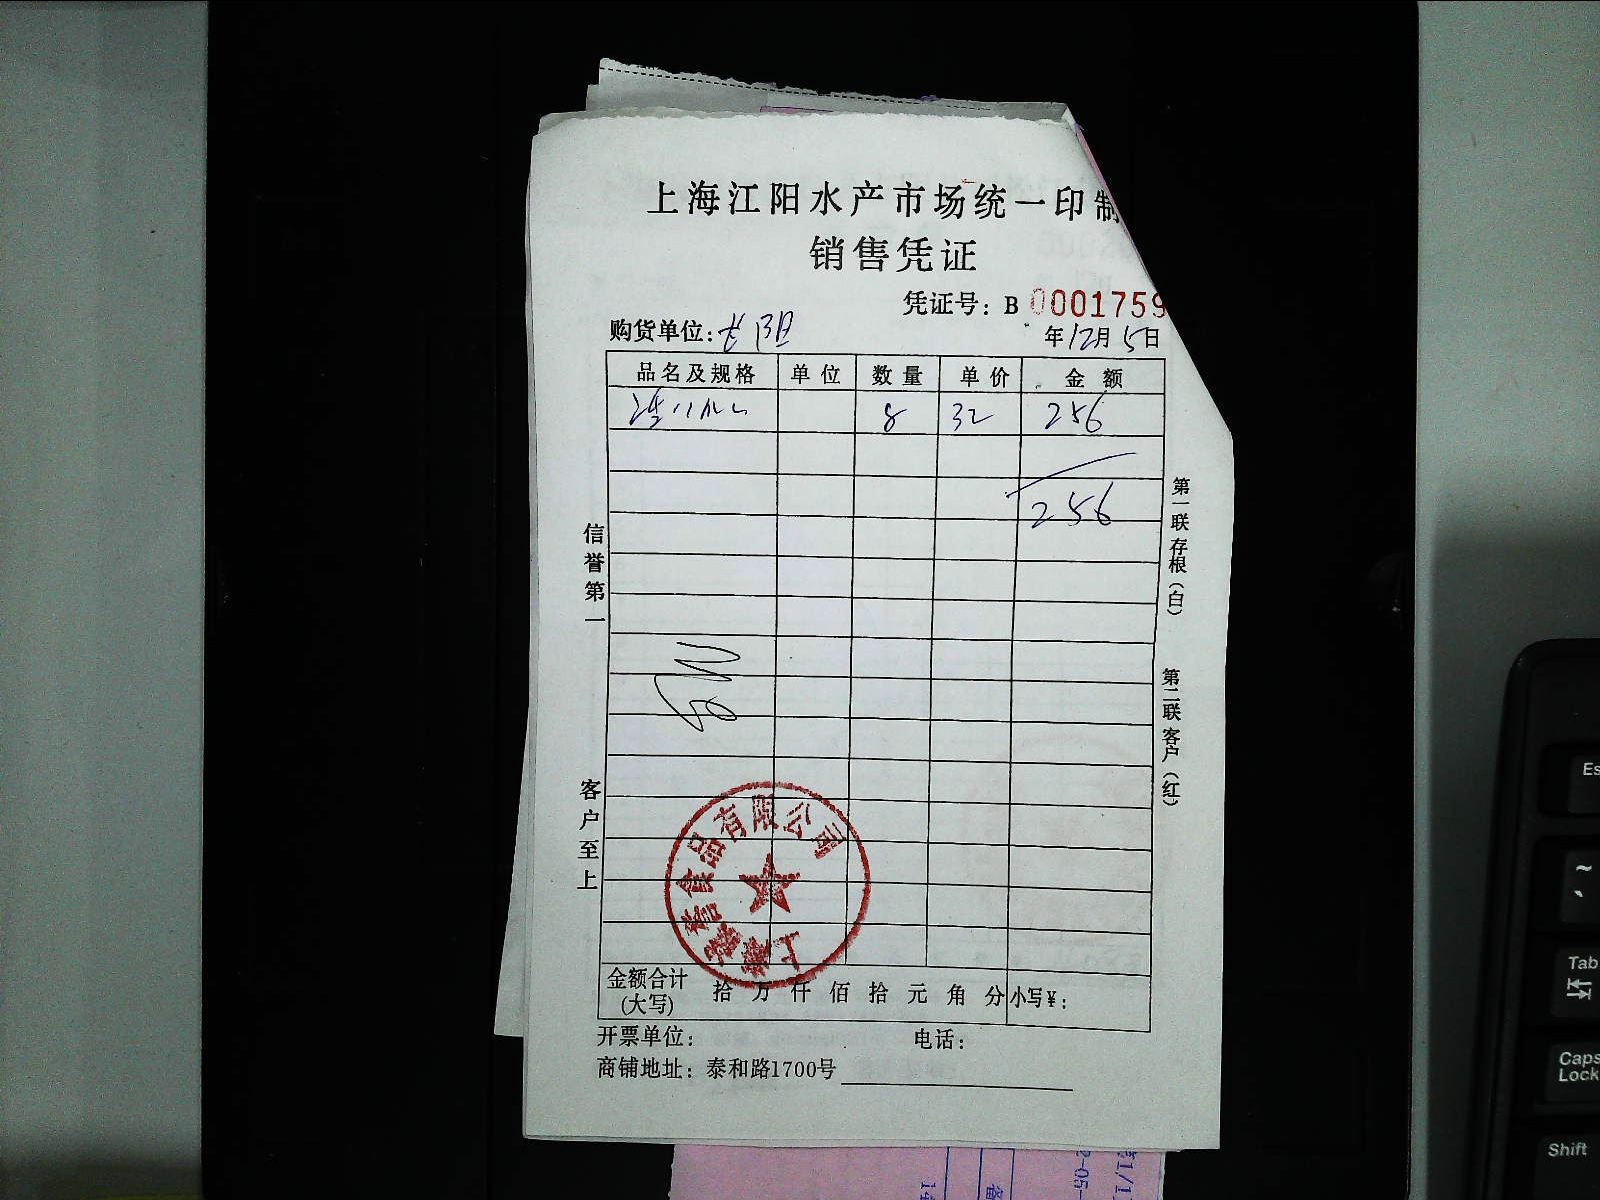 上海江阳水产市场统一印制
销售凭证
凭证号：B 0001759
购货单位：
年12月5日
品名及规格 单位 数量 单价 金额
8 32 256
256
信誉第一
客户至上
第一联存根（白）
第二联客户（红）
食品有限公司
上海
金额合计（大写） 拾 万 仟 佰 拾 元 角 分 小写￥：
开票单位： 电话：
商铺地址：泰和路1700号
Tab
Caps
Lock
Shift